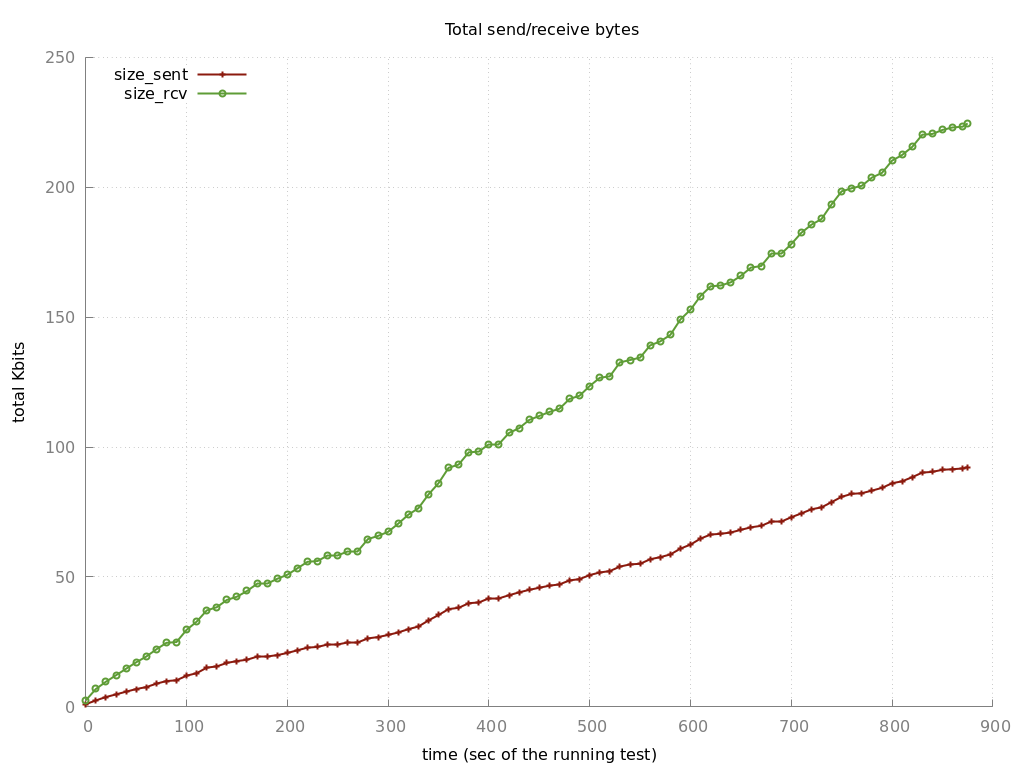 Total send/receive bytes
250
200
150
100
50
0
size_sent
size_rcv
total Kbits
0 100 200 300 400 500 600 700 800 900
time (sec of the running test)